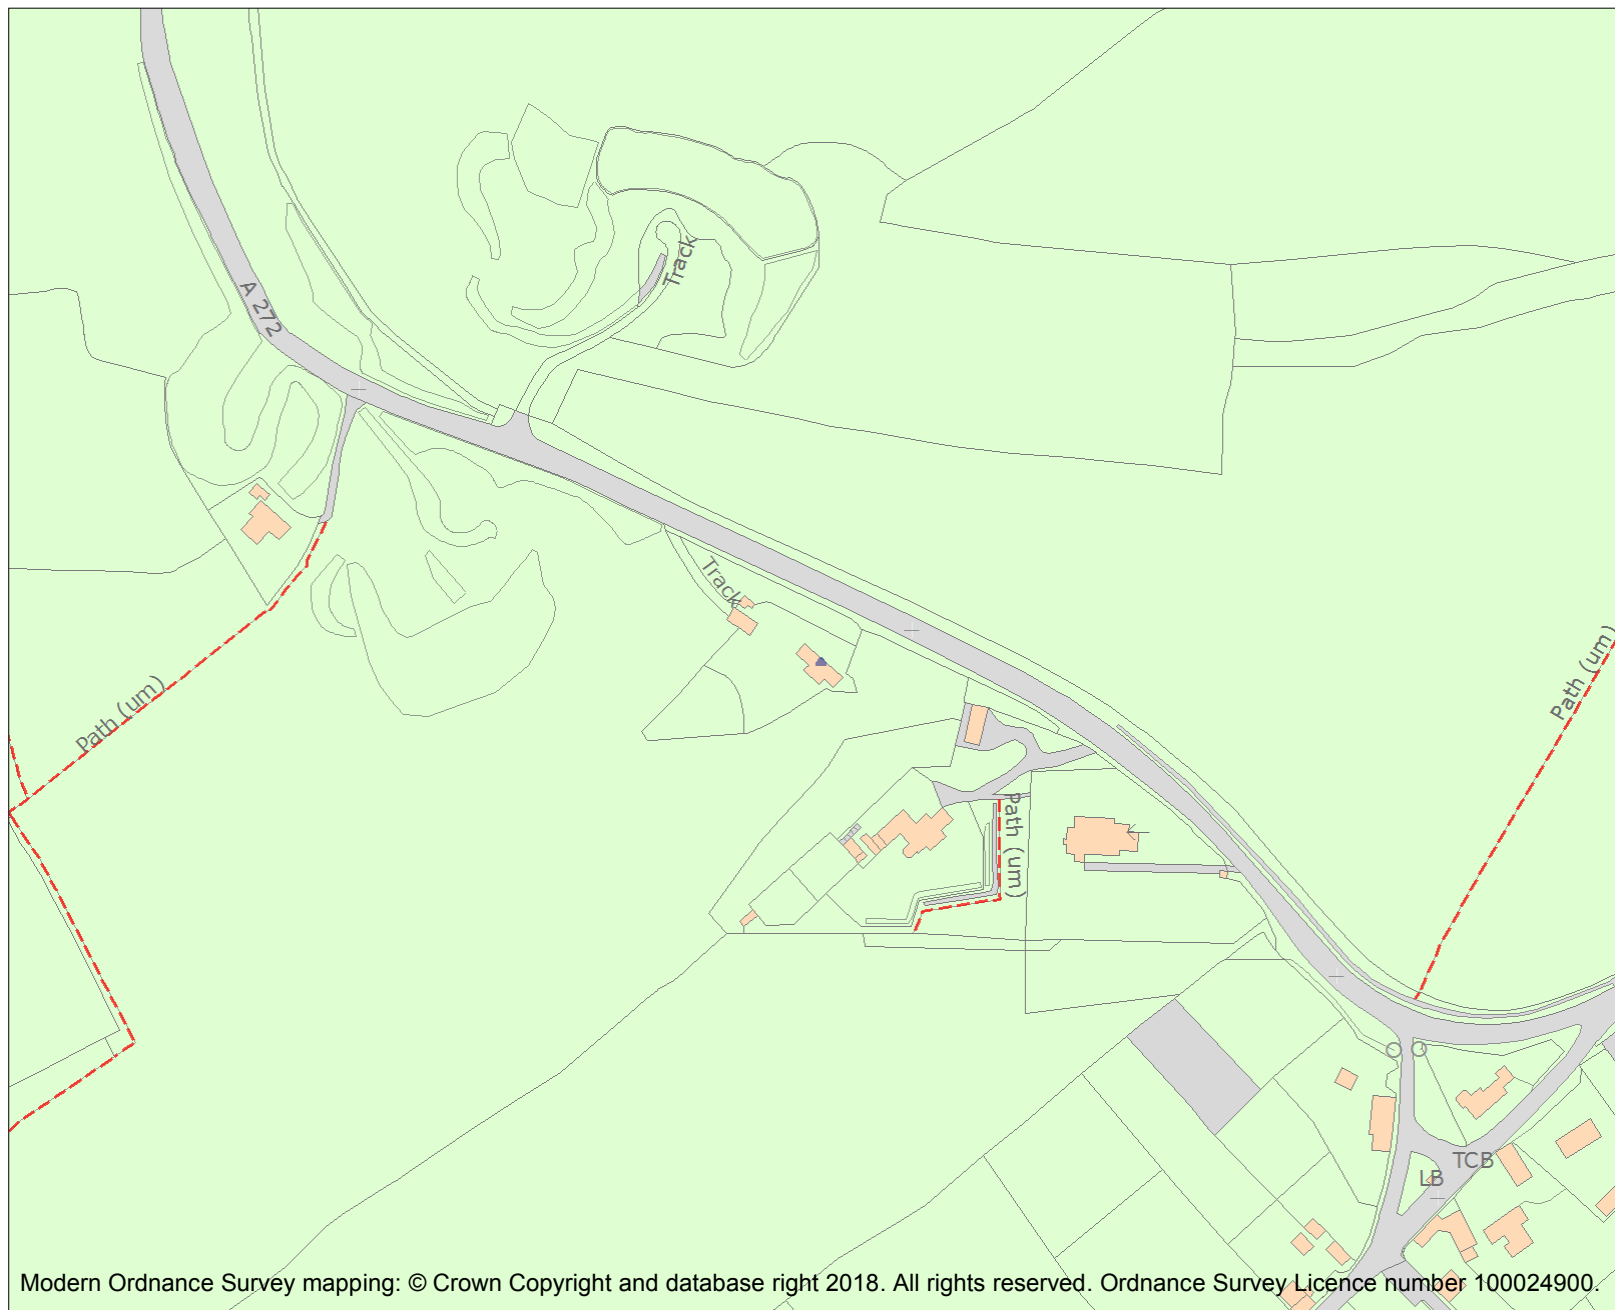 Track
A 272
Track
Path (um)
Path (um)
Path (um)
TCB
LB
Modern Ordnance Survey mapping: © Crown Copyright and database right 2018. All rights reserved. Ordnance Survey Licence number 100024900.